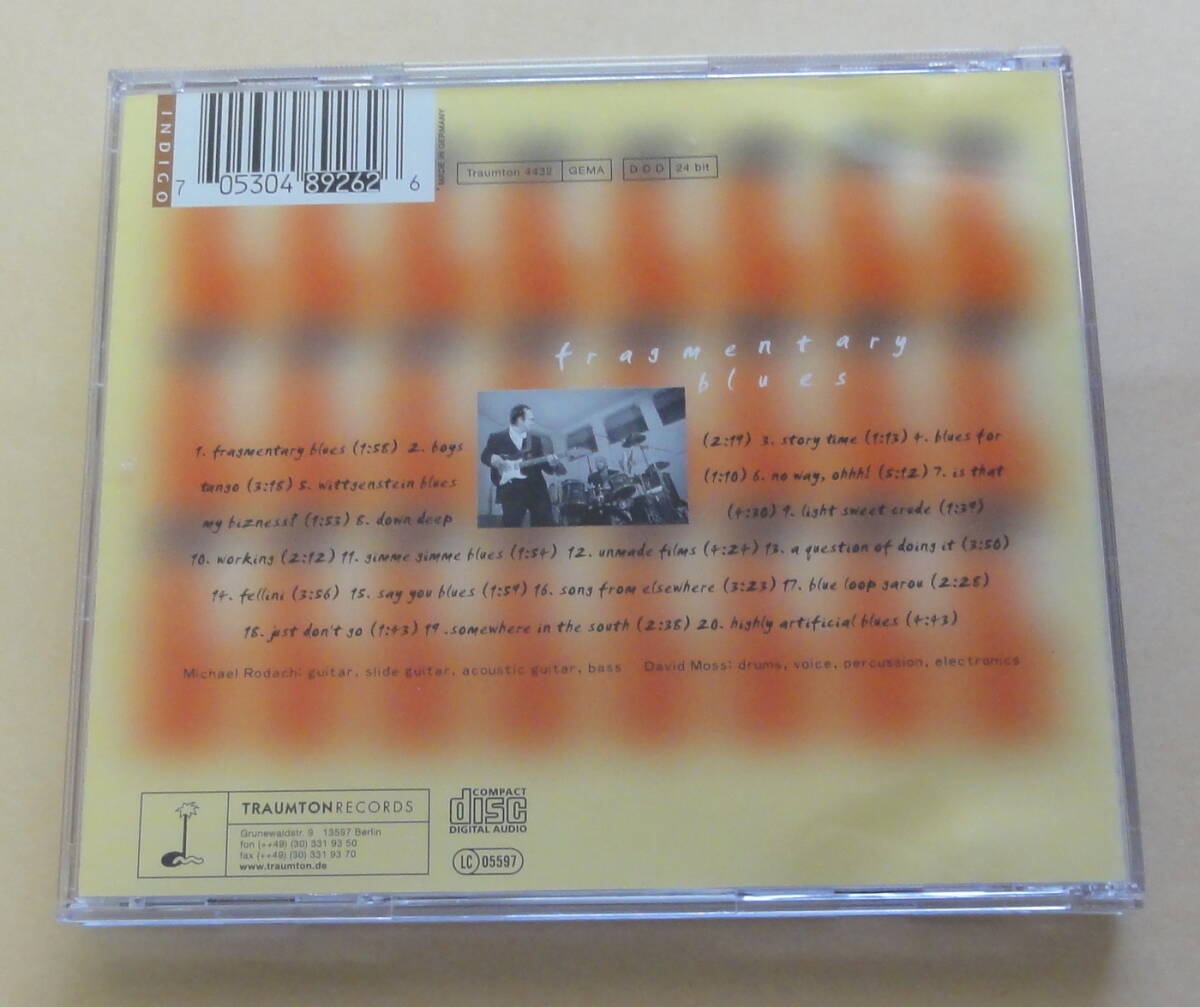 INDIGO
7 05304 89262 6
* MADE IN GERMANY
Traumton 4432 GEMA DDD 24 bit
fragmentary
blues
1. fragmentary blues (1:58) 2. boys (2:19) 3. story time (1:13) 4. blues for
tango (3:18) 5. wittgenstein blues (1:10) 6. no way, ohhh! (5:12) 7. is that
my bizness? (1:53) 8. down deep (4:30) 9. light sweet crude (1:39)
10. working (2:12) 11. gimme gimme blues (1:54) 12. unmade films (4:24) 13. a question of doing it (3:50)
14. fellini (3:56) 15. say you blues (1:59) 16. song from elsewhere (3:23) 17. blue loop garou (2:28)
18. just don't go (1:43) 19 .somewhere in the south (2:38) 20. highly artificial blues (4:43)
Michael Rodach: guitar, slide guitar, acoustic guitar, bass David Moss: drums, voice, percussion, electronics
TRAUMTONRECORDS
Grunewaldstr. 9 13597 Berlin
fon (++49) (30) 331 93 50
fax (++49) (30) 331 93 70
www.traumton.de
COMPACT
disc
DIGITAL AUDIO
LC 05597